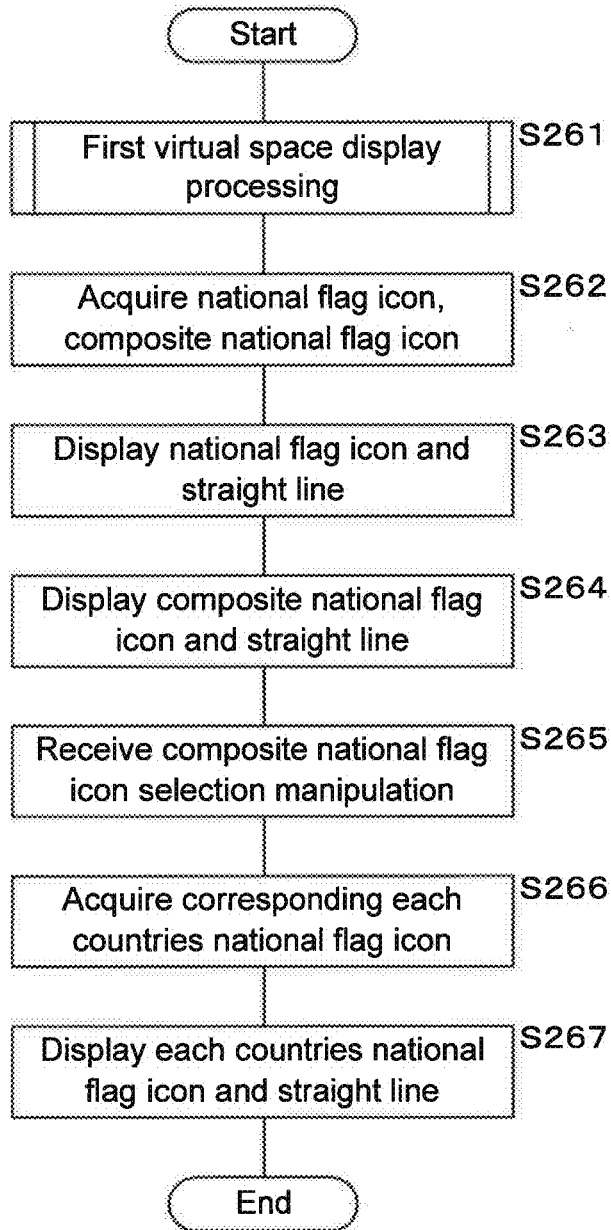 Start
S261
First virtual space display
processing
S262
Acquire national flag icon,
composite national flag icon
S263
Display national flag icon and
straight line
S264
Display composite national flag
icon and straight line
S265
Receive composite national flag
icon selection manipulation
S266
Acquire corresponding each
countries national flag icon
S267
Display each countries national
flag icon and straight line
End